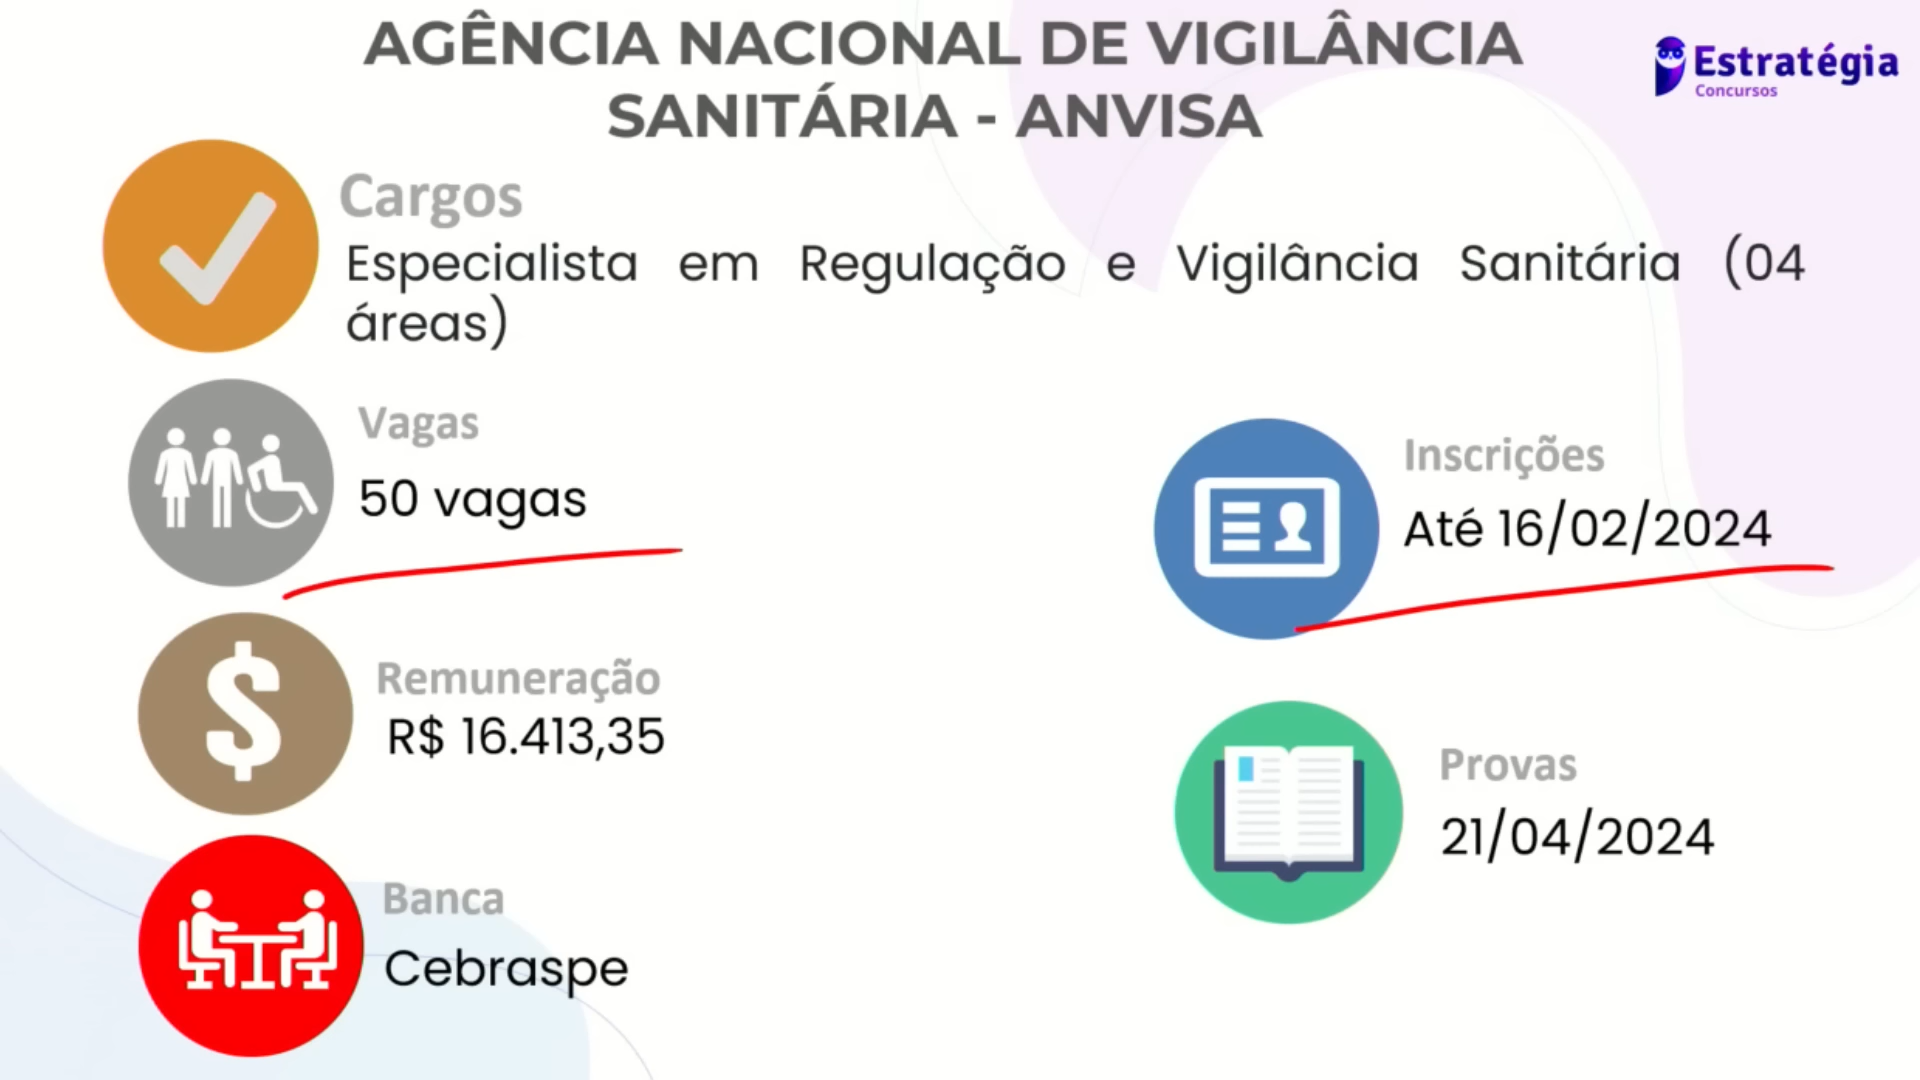 AGÊNCIA NACIONAL DE VIGILÂNCIA
SANITÁRIA - ANVISA
Estratégia
Concursos
Cargos
Especialista em Regulação e Vigilância Sanitária (04
áreas)
Vagas
50 vagas
Inscrições
Até 16/02/2024
Remuneração
R$ 16.413,35
Provas
21/04/2024
Banca
Cebraspe